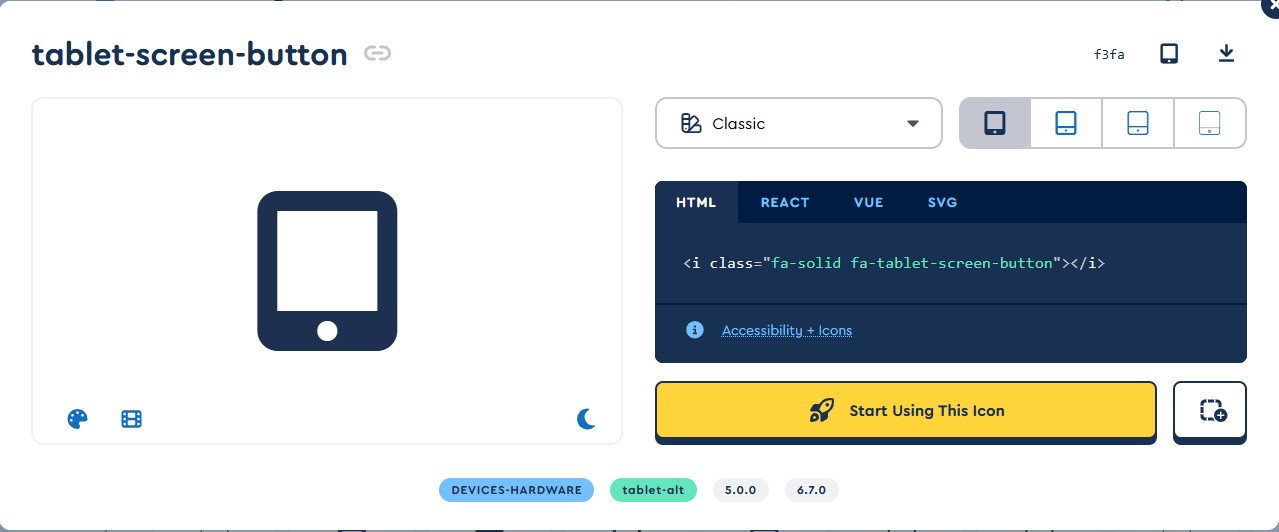 tablet-screen-button
f3fa
Classic
HTML REACT VUE SVG
<i class="fa-solid fa-tablet-screen-button"></i>
Accessibility + Icons
Start Using This Icon
DEVICES-HARDWARE tablet-alt 5.0.0 6.7.0